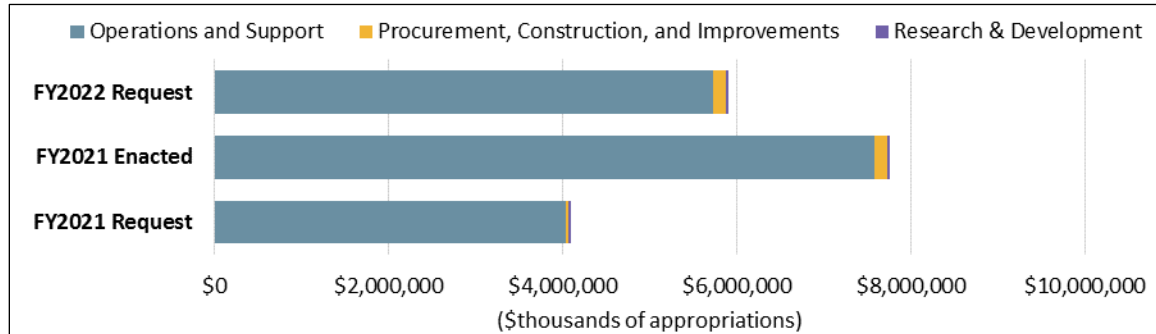 Operations and Support Procurement, Construction, and Improvements Research & Development
FY2022 Request
FY2021 Enacted
FY2021 Request
$0 $2,000,000 $4,000,000 $6,000,000 $8,000,000 $10,000,000
($thousands of appropriations)